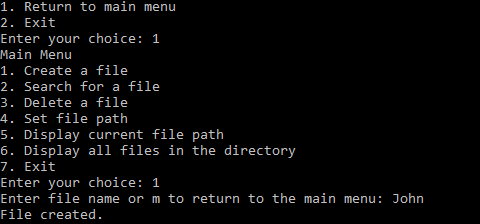 1. Return to main menu
2. Exit
Enter your choice: 1
Main Menu
1. Create a file
2. Search for a file
3. Delete a file
4. Set file path
5. Display current file path
6. Display all files in the directory
7. Exit
Enter your choice: 1
Enter file name or m to return to the main menu: John
File created.